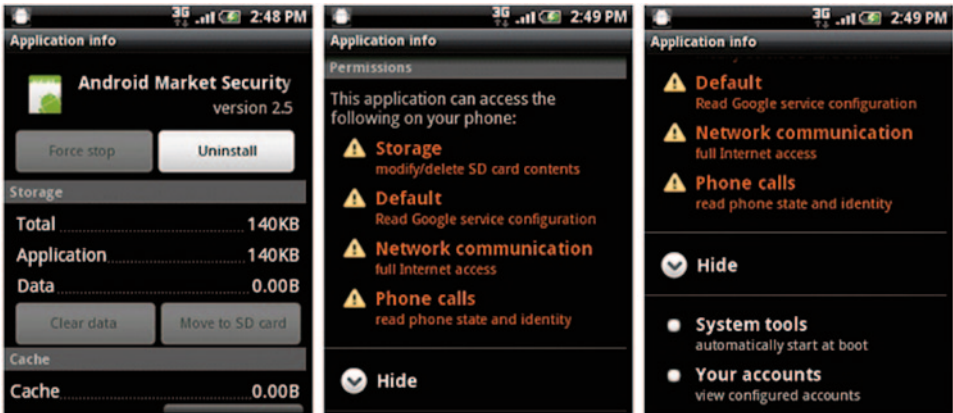 3G 2:48 PM
Application info
Android Market Security
version 2.5
Force stop
Uninstall
Storage
Total 140KB
Application 140KB
Data 0.00B
Clear data
Move to SD card
Cache
Cache 0.00B
3G 2:49 PM
Application info
Permissions
This application can access the
following on your phone:
Storage
modify/delete SD card contents
Default
Read Google service configuration
Network communication
full Internet access
Phone calls
read phone state and identity
Hide
3G 2:49 PM
Application info
Default
Read Google service configuration
Network communication
full Internet access
Phone calls
read phone state and identity
Hide
System tools
automatically start at boot
Your accounts
view configured accounts